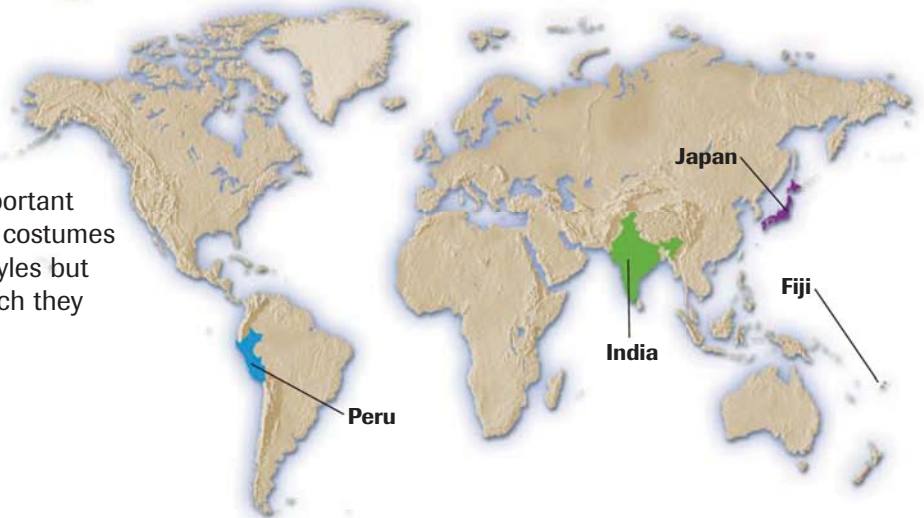 portant
costumes
yles but
ch they
Japan
Fiji
India
Peru